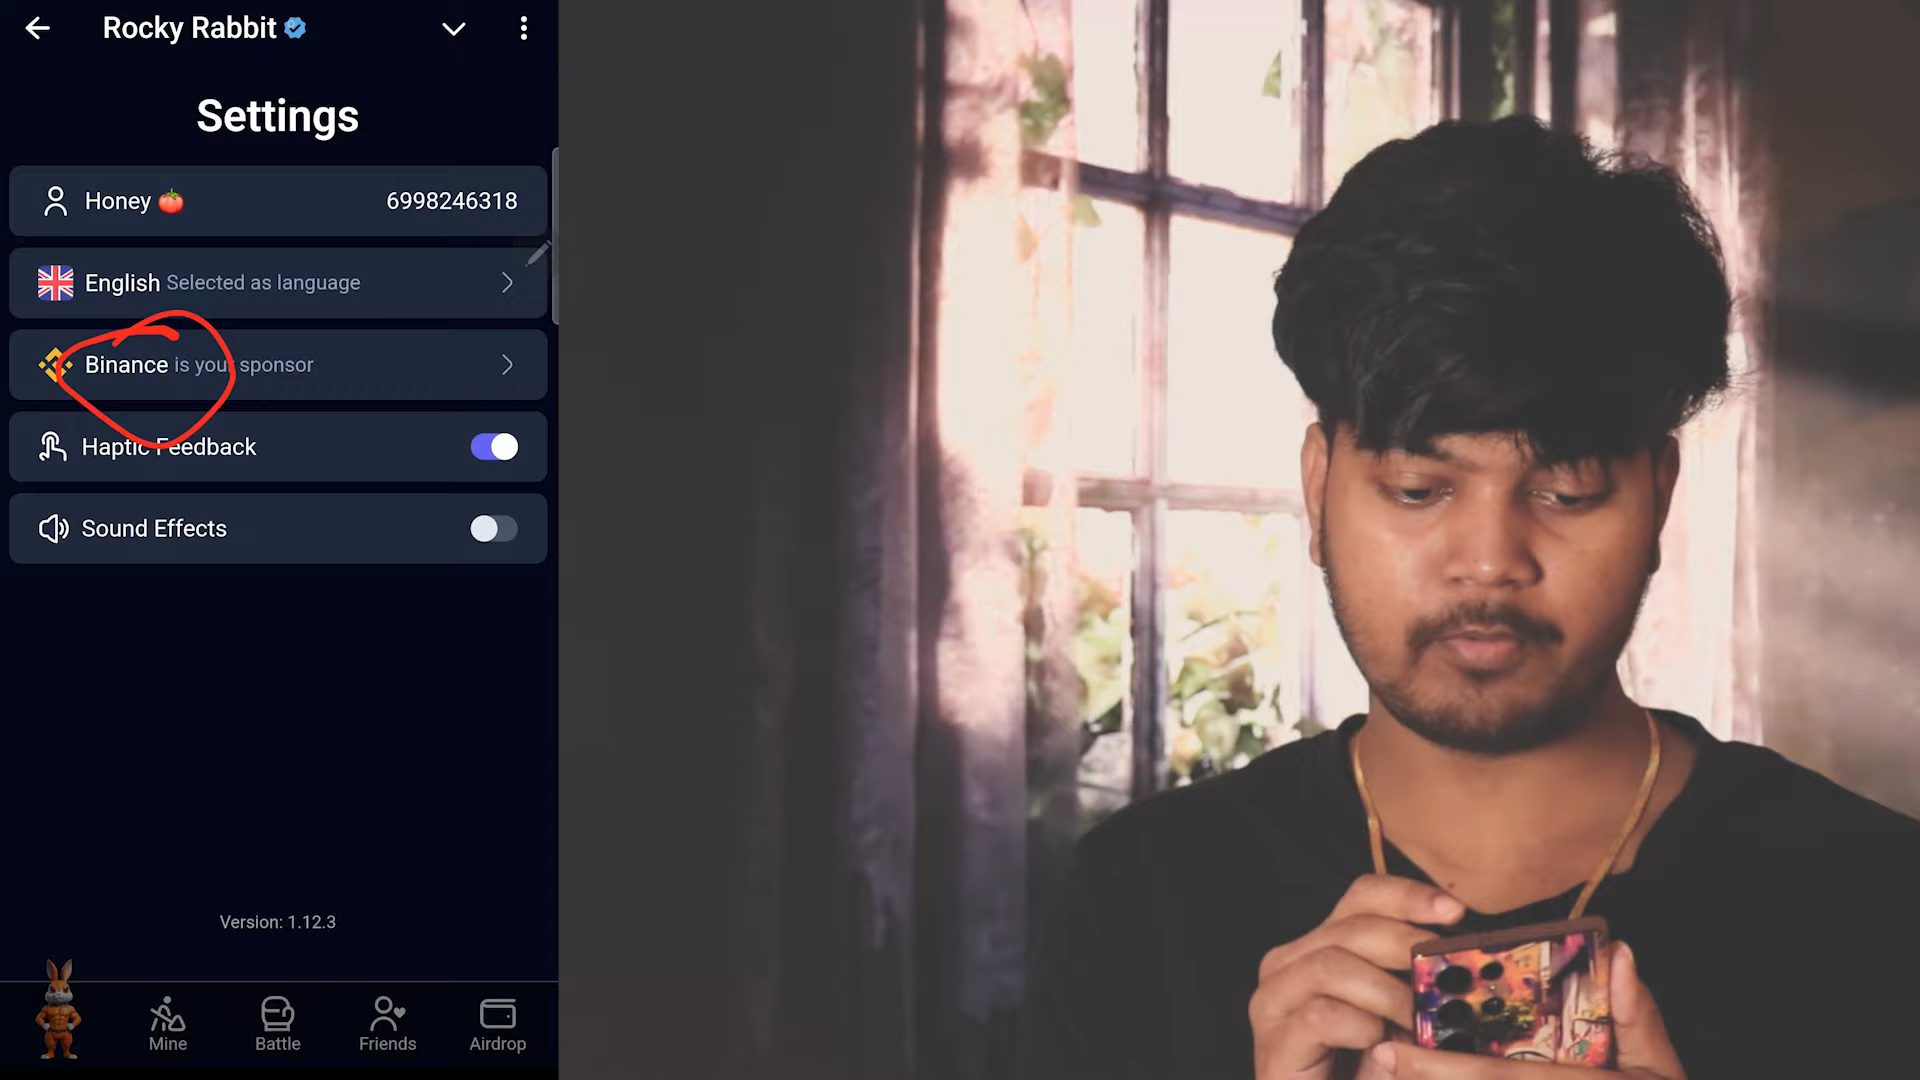 Rocky Rabbit
Settings
Honey 🍅 6998246318
English Selected as language
Binance is your sponsor
Haptic Feedback
Sound Effects
Version: 1.12.3
Mine Battle Friends Airdrop